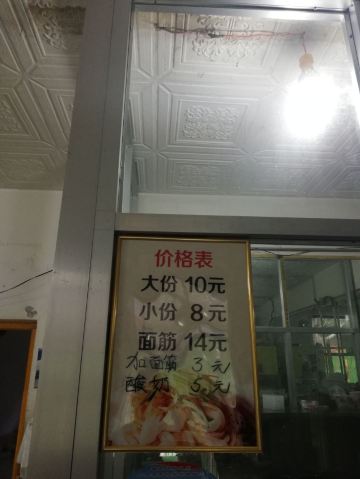 价格表
大份 10元
小份 8元
面筋 14元
加面筋 3元
酸奶 5元